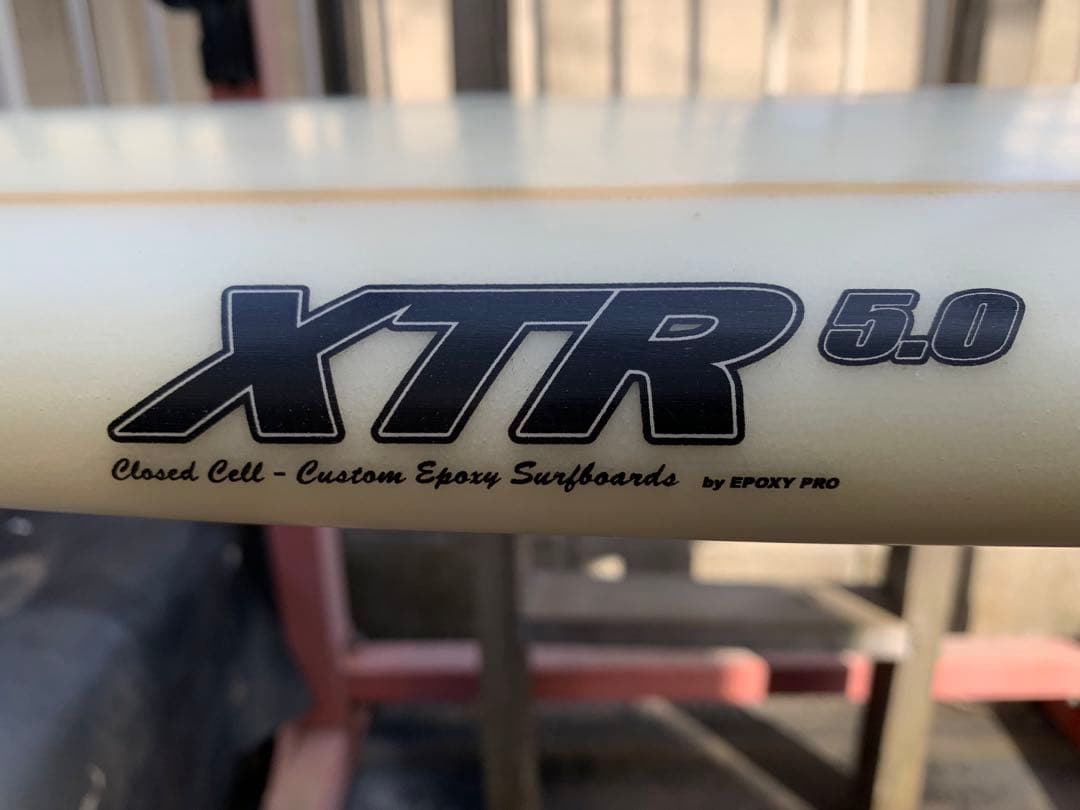 XTR 5.0
Closed Cell - Custom Epoxy Surfboards by EPOXY PRO